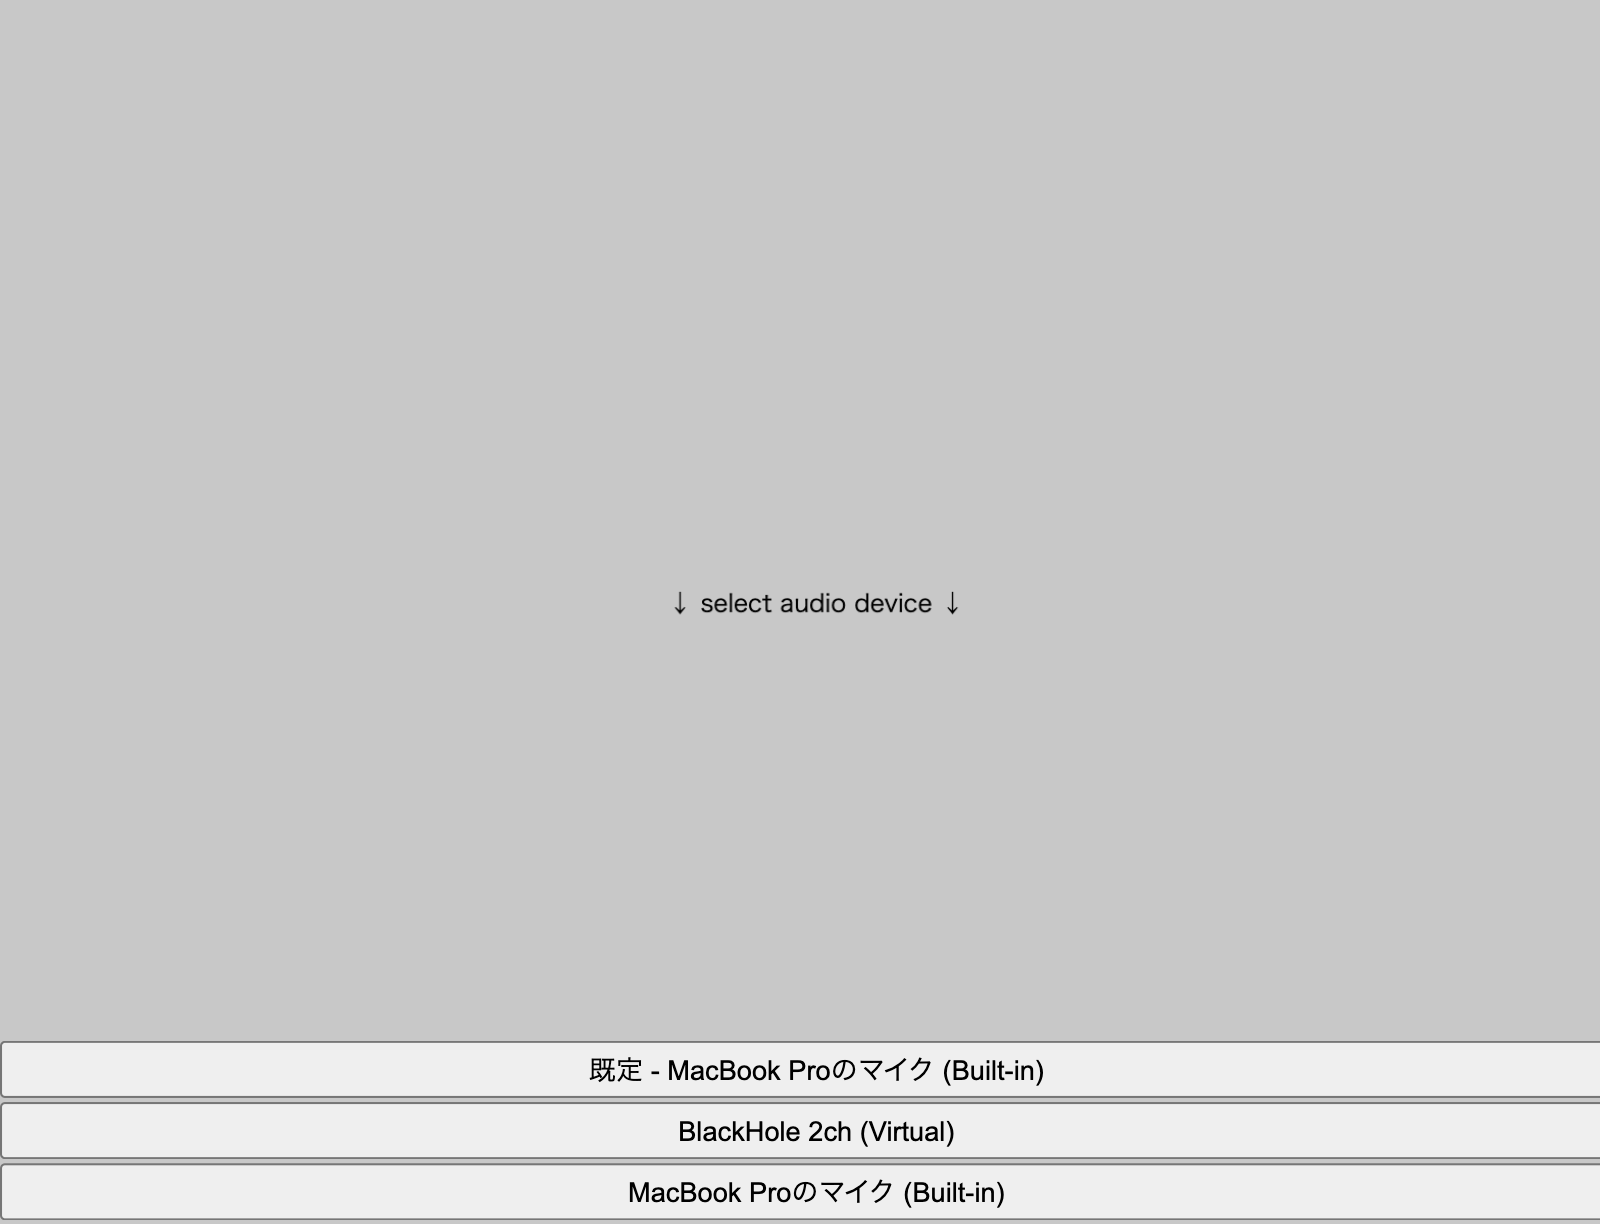 ↓ select audio device ↓
既定 - MacBook Proのマイク (Built-in)
BlackHole 2ch (Virtual)
MacBook Proのマイク (Built-in)